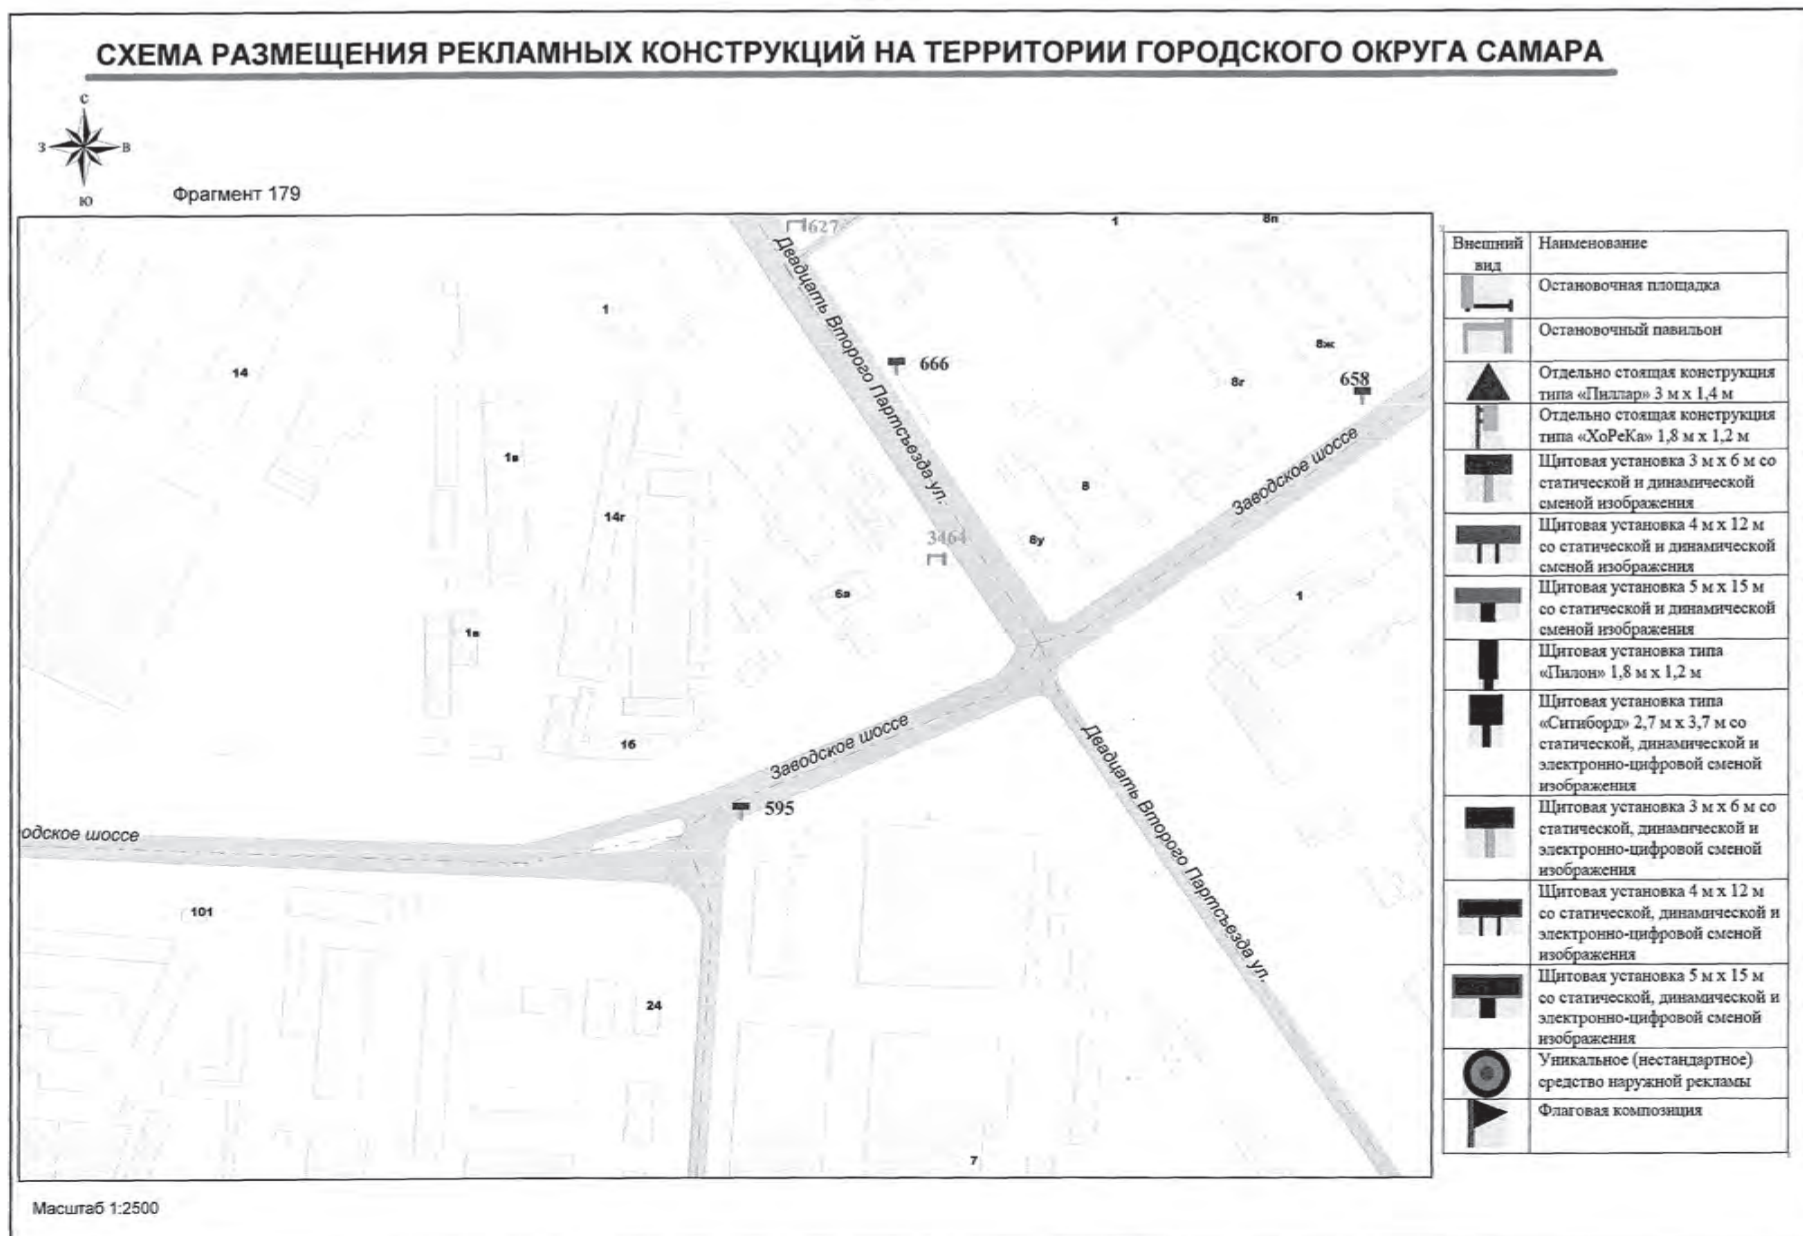 СХЕМА РАЗМЕЩЕНИЯ РЕКЛАМНЫХ КОНСТРУКЦИЙ НА ТЕРРИТОРИИ ГОРОДСКОГО ОКРУГА САМАРА
С
З
В
Ю
Фрагмент 179
627
1
8п
Двадцать Второго Партсъезда ул.
1
14
666
8ж
8г
658
1в
14г
8
Заводское шоссе
3464
8у
6а
1
1в
16
Заводское шоссе
Двадцать Второго Партсъезда ул.
595
одское шоссе
101
24
7
Внешний
вид
Наименование
Остановочная площадка
Остановочный павильон
Отдельно стоящая конструкция
типа «Пиллар» 3 м х 1,4 м
Отдельно стоящая конструкция
типа «ХоРеКа» 1,8 м х 1,2 м
Щитовая установка 3 м х 6 м со
статической и динамической
сменой изображения
Щитовая установка 4 м х 12 м
со статической и динамической
сменой изображения
Щитовая установка 5 м х 15 м
со статической и динамической
сменой изображения
Щитовая установка типа
«Пилон» 1,8 м х 1,2 м
Щитовая установка типа
«Ситиборд» 2,7 м х 3,7 м со
статической, динамической и
электронно-цифровой сменой
изображения
Щитовая установка 3 м х 6 м со
статической, динамической и
электронно-цифровой сменой
изображения
Щитовая установка 4 м х 12 м
со статической, динамической и
электронно-цифровой сменой
изображения
Щитовая установка 5 м х 15 м
со статической, динамической и
электронно-цифровой сменой
изображения
Уникальное (нестандартное)
средство наружной рекламы
Флаговая композиция
Масштаб 1:2500